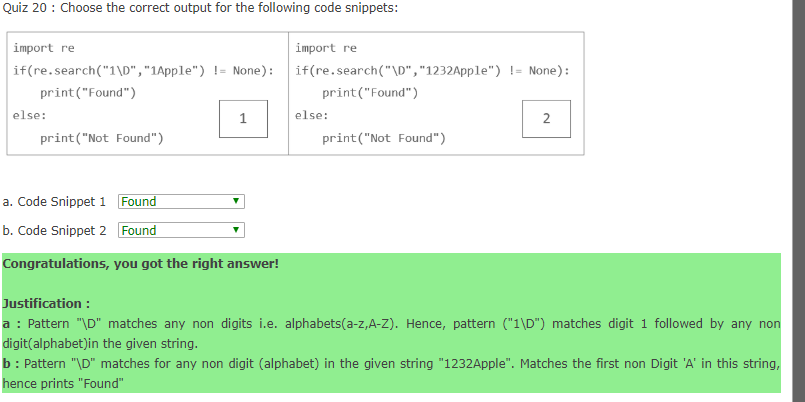 Quiz 20 : Choose the correct output for the following code snippets:
import re
if(re.search("1\D","1Apple") != None):
print("Found")
else:
print("Not Found")
1
import re
if(re.search("\D","1232Apple") != None):
print("Found")
else:
print("Not Found")
2
a. Code Snippet 1 Found
b. Code Snippet 2 Found
Congratulations, you got the right answer!
Justification :
a : Pattern "\D" matches any non digits i.e. alphabets(a-z,A-Z). Hence, pattern ("1\D") matches digit 1 followed by any non
digit(alphabet)in the given string.
b : Pattern "\D" matches for any non digit (alphabet) in the given string "1232Apple". Matches the first non Digit 'A' in this string,
hence prints "Found"